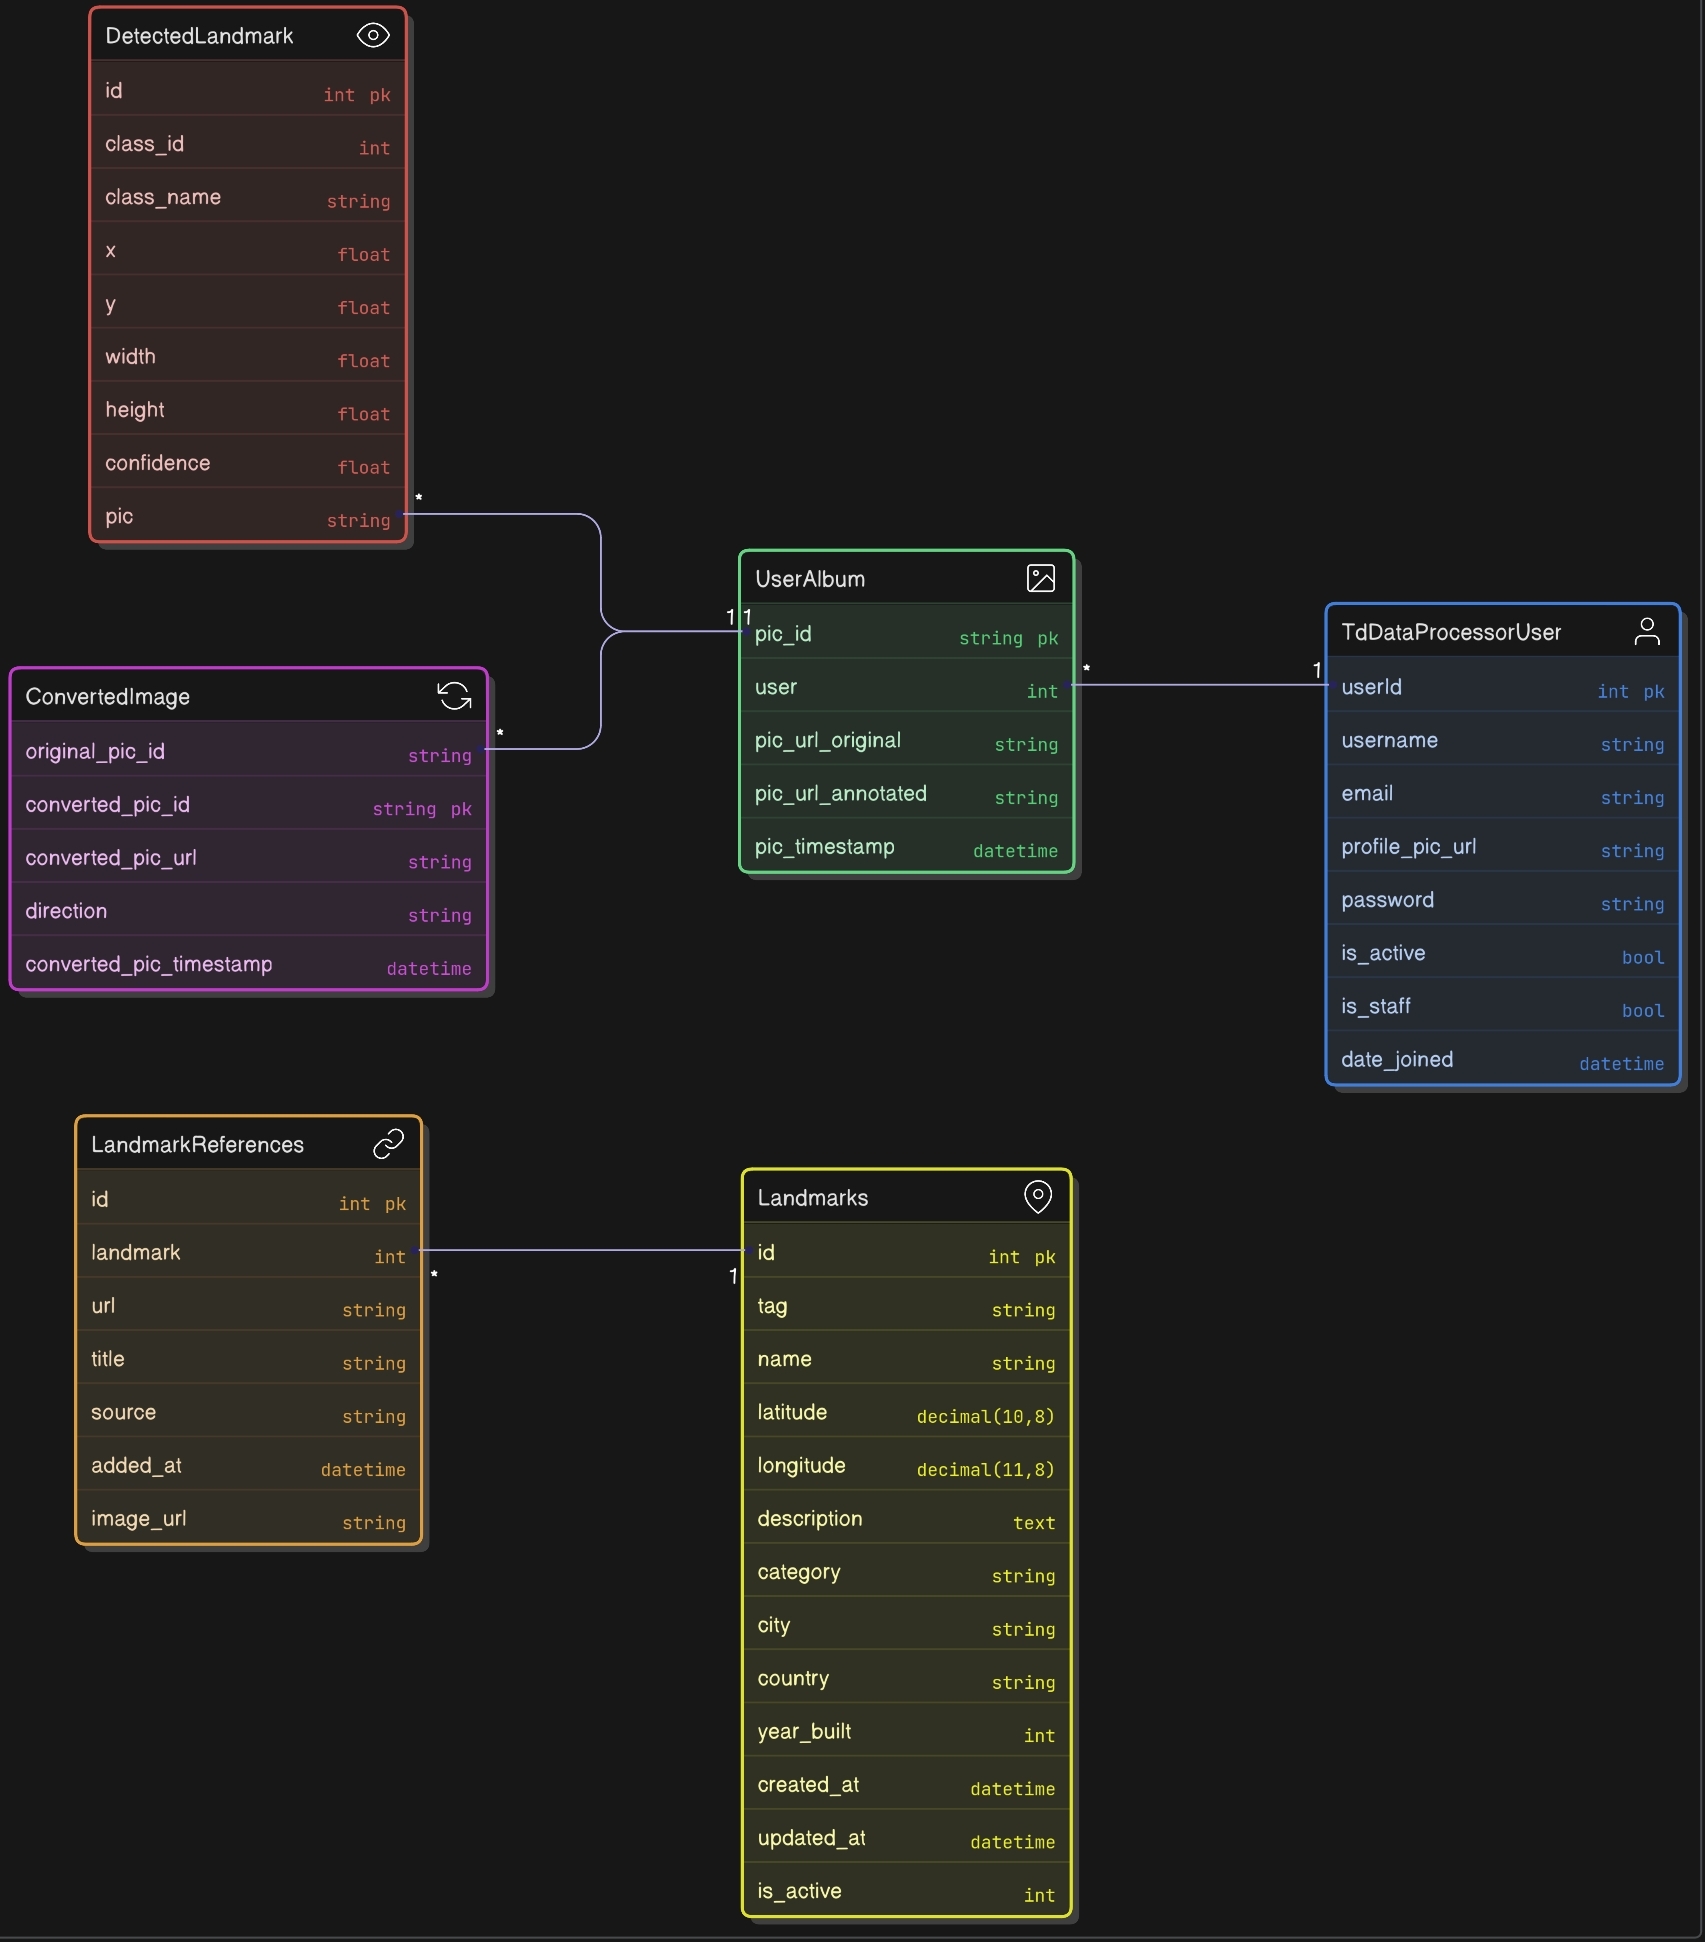 DetectedLandmark
id int pk
class_id int
class_name string
x float
y float
width float
height float
confidence float
pic string
*
UserAlbum
1 1
pic_id string pk
user int
pic_url_original string
pic_url_annotated string
pic_timestamp datetime
*
1
TdDataProcessorUser
userId int pk
username string
email string
profile_pic_url string
password string
is_active bool
is_staff bool
date_joined datetime
ConvertedImage
*
original_pic_id string
converted_pic_id string pk
converted_pic_url string
direction string
converted_pic_timestamp datetime
LandmarkReferences
id int pk
landmark int
*
url string
title string
source string
added_at datetime
image_url string
Landmarks
1
id int pk
tag string
name string
latitude decimal(10,8)
longitude decimal(11,8)
description text
category string
city string
country string
year_built int
created_at datetime
updated_at datetime
is_active int